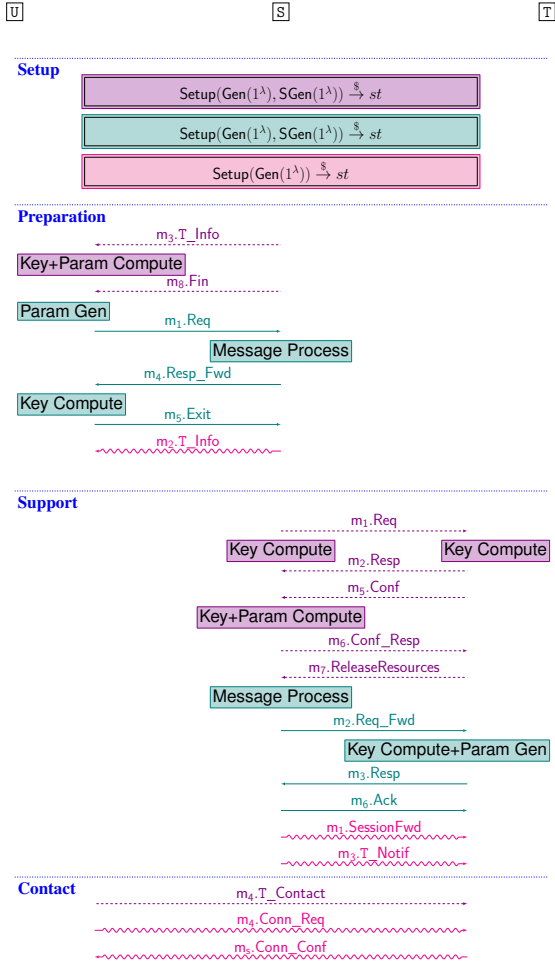 U S T
Setup
Setup(Gen(1^λ), SGen(1^λ)) $→ st
Setup(Gen(1^λ), SGen(1^λ)) $→ st
Setup(Gen(1^λ)) $→ st
Preparation
m₃.T_Info
Key+Param Compute
m₈.Fin
Param Gen
m₁.Req
Message Process
m₄.Resp_Fwd
Key Compute
m₅.Exit
m₂.T_Info
Support
m₁.Req
Key Compute Key Compute
m₂.Resp
m₅.Conf
Key+Param Compute
m₆.Conf_Resp
m₇.ReleaseResources
Message Process
m₂.Req_Fwd
Key Compute+Param Gen
m₃.Resp
m₆.Ack
m₁.SessionFwd
m₃.T_Notif
Contact
m₄.T_Contact
m₄.Conn_Req
m₅.Conn_Conf